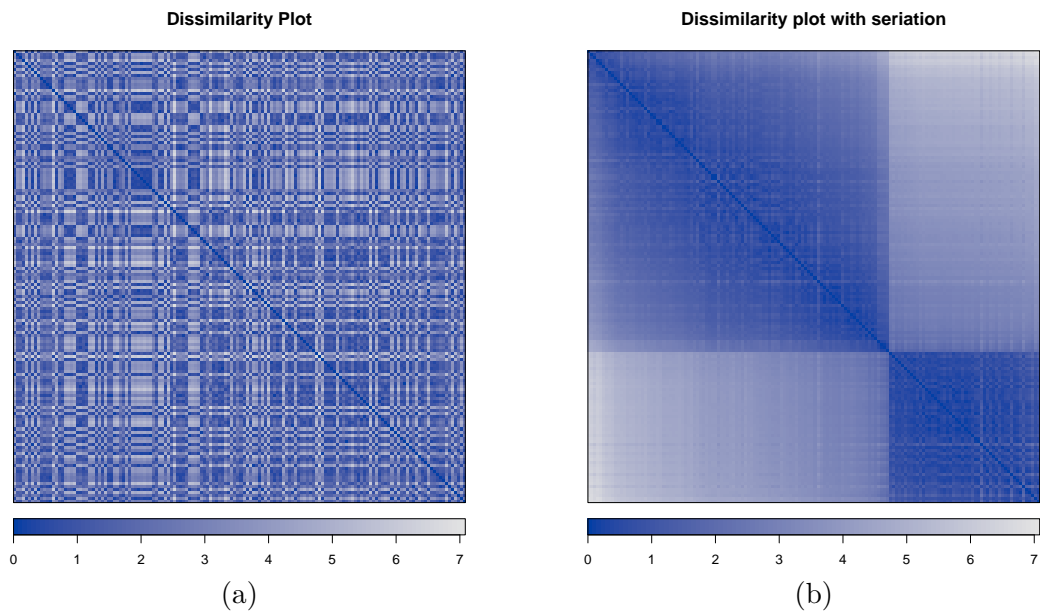 Dissimilarity Plot
0 1 2 3 4 5 6 7
(a)
Dissimilarity plot with seriation
0 1 2 3 4 5 6 7
(b)